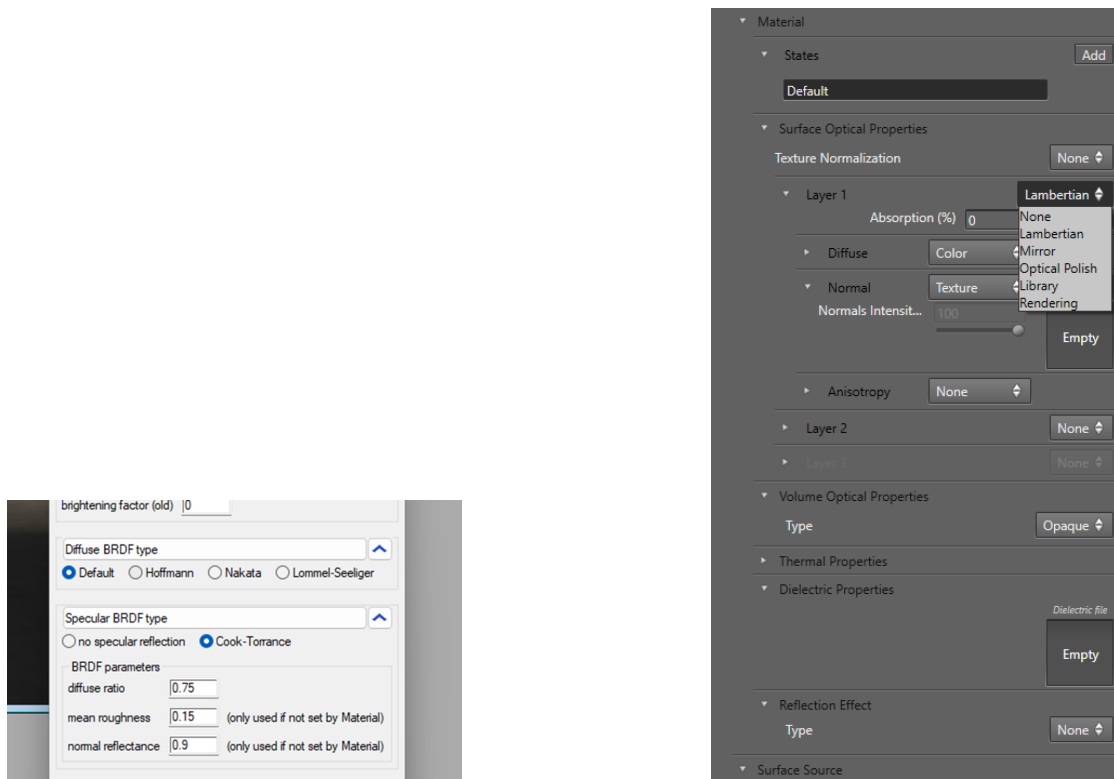 Material
States Add
Default
Surface Optical Properties
Texture Normalization None
Layer 1 Lambertian
Absorption (%) 0
None
Lambertian
Mirror
Optical Polish
Library
Rendering
Diffuse Color
Normal Texture
Normals Intensit... 100
Empty
Anisotropy None
Layer 2 None
Layer 3 None
Volume Optical Properties
Type Opaque
Thermal Properties
Dielectric Properties
Dielectric file
Empty
Reflection Effect
Type None
Surface Source
brightening factor (old) 0
Diffuse BRDF type
Default Hoffmann Nakata Lommel-Seeliger
Specular BRDF type
no specular reflection Cook-Torrance
BRDF parameters
diffuse ratio 0.75
mean roughness 0.15 (only used if not set by Material)
normal reflectance 0.9 (only used if not set by Material)